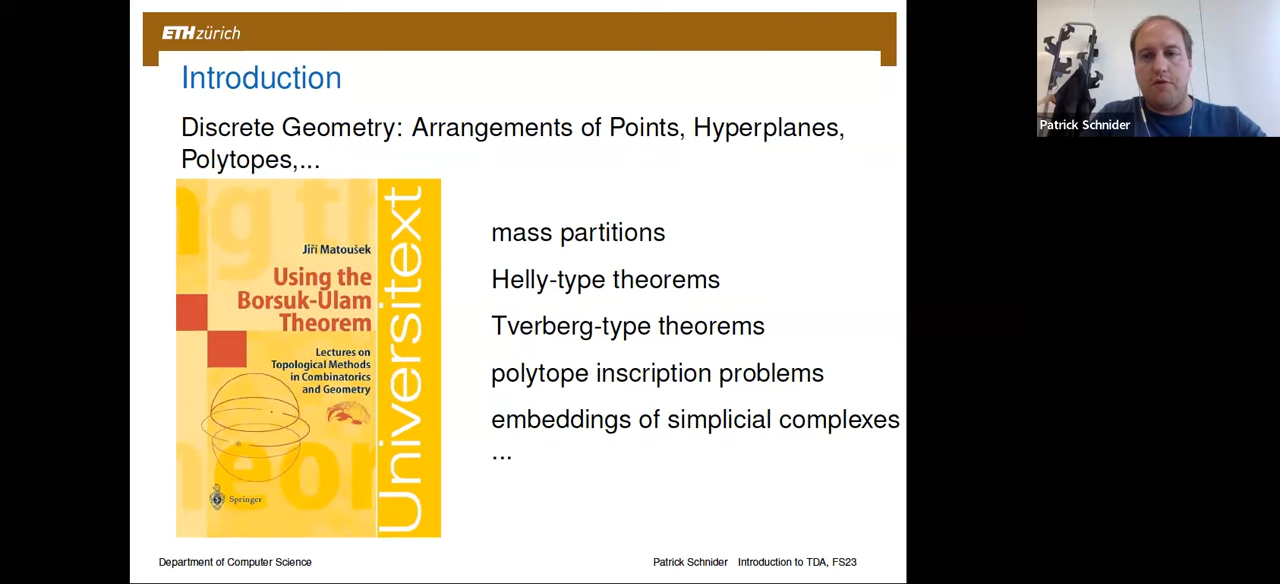 ETH zürich
Introduction
Discrete Geometry: Arrangements of Points, Hyperplanes,
Polytopes,...
Jiří Matoušek
Using the
Borsuk-Ulam
Theorem
Lectures on
Topological Methods
in Combinatorics
and Geometry
Springer
Universitext
mass partitions
Helly-type theorems
Tverberg-type theorems
polytope inscription problems
embeddings of simplicial complexes
...
Department of Computer Science
Patrick Schnider Introduction to TDA, FS23
Patrick Schnider